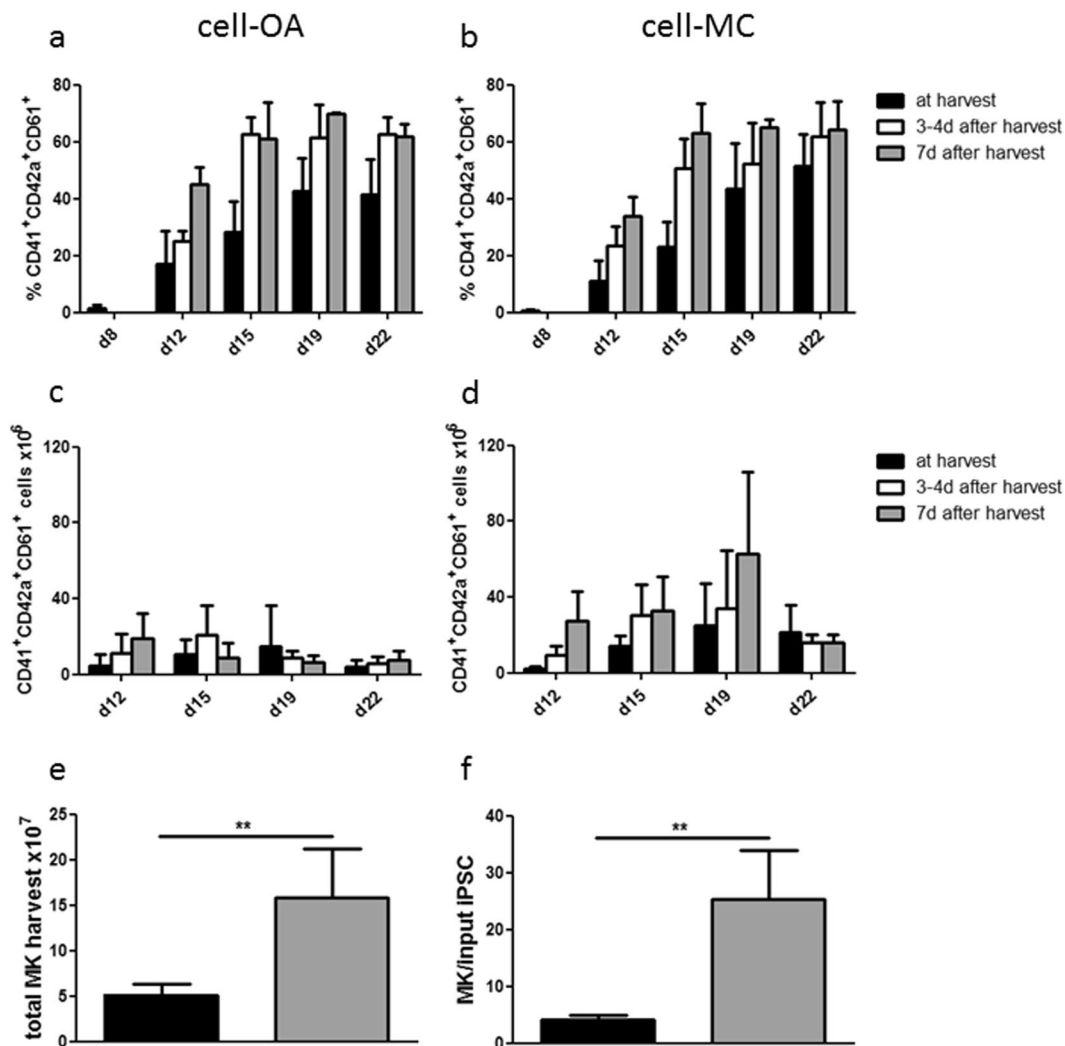 cell-OA
cell-MC
a
b
80
60
40
20
0
% CD41⁺CD42a⁺CD61⁺
d8
d12
d15
d19
d22
80
60
40
20
0
% CD41⁺CD42a⁺CD61⁺
d8
d12
d15
d19
d22
at harvest
3-4d after harvest
7d after harvest
c
d
120
80
40
0
CD41⁺CD42a⁺CD61⁺ cells x10⁶
d12
d15
d19
d22
120
80
40
0
CD41⁺CD42a⁺CD61⁺ cells x10⁶
d12
d15
d19
d22
at harvest
3-4d after harvest
7d after harvest
e
f
25
20
15
10
5
0
total MK harvest x10⁷
**
40
30
20
10
0
MK/input iPSC
**